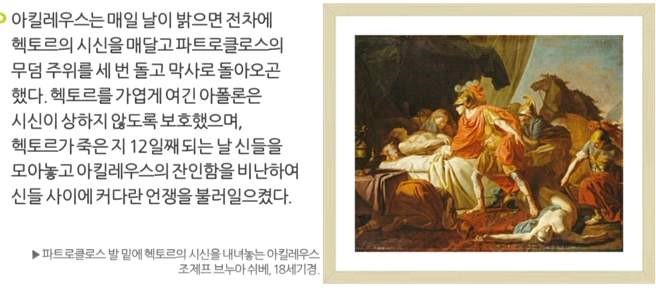 아킬레우스는 매일 날이 밝으면 전차에
헥토르의 시신을 매달고 파트로클로스의
무덤 주위를 세 번 돌고 막사로 돌아오곤
했다. 헥토르를 가엽게 여긴 아폴론은
시신이 상하지 않도록 보호했으며,
헥토르가 죽은 지 12일째 되는 날 신들을
모아놓고 아킬레우스의 잔인함을 비난하여
신들 사이에 커다란 언쟁을 불러일으켰다.
▶파트로클로스 발 밑에 헥토르의 시신을 내녀놓는 아킬레우스
조제프 브누아 쉬베, 18세기경.